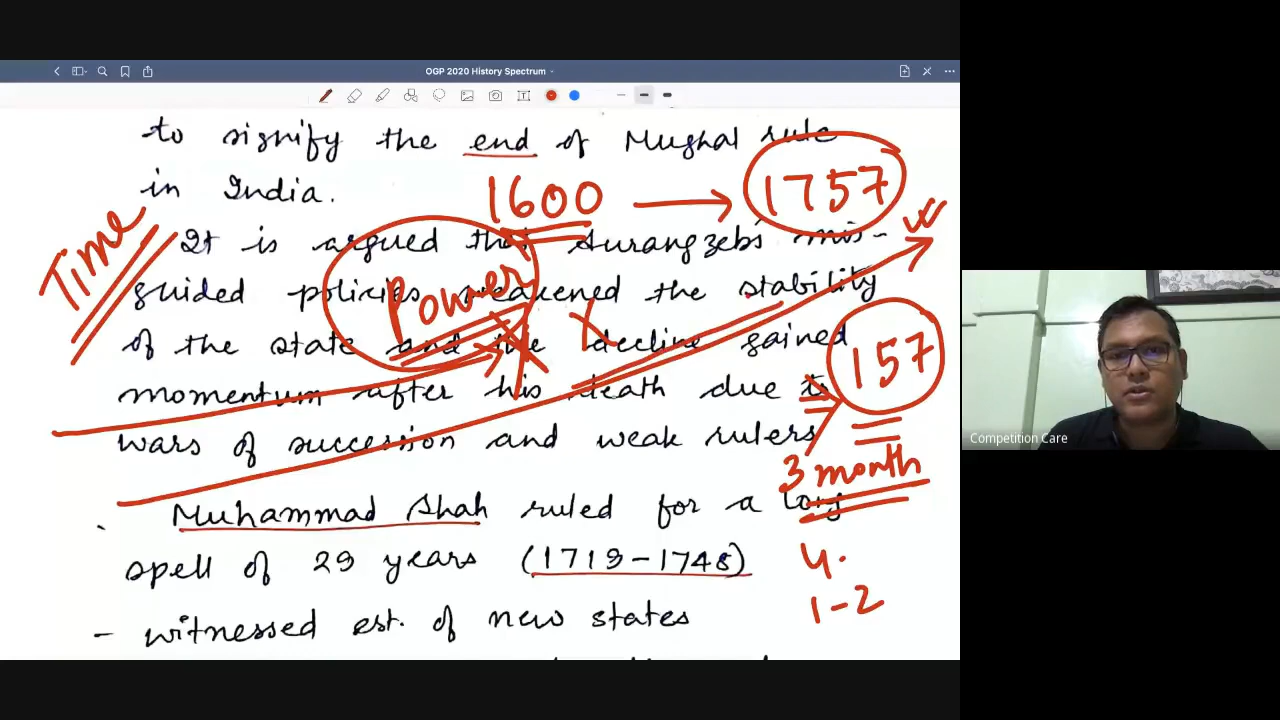 OGP 2020 History Spectrum
to signify the end of Mughal rule
in India.
1600 → 1757
Time
It is argued that Aurangzeb's mis-
guided policies weakened the stability
Power
of the state and the decline gained
157
momentum after his death due to
wars of succession and weak rulers
Competition Care
3 month
Muhammad Shah ruled for a long
spell of 29 years (1719-1748)
4.
1-2
- witnessed est. of new states